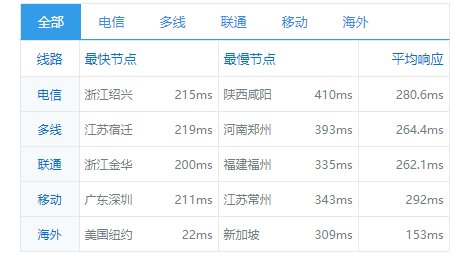 全部 电信 多线 联通 移动 海外
线路 最快节点 最慢节点 平均响应
电信 浙江绍兴 215ms 陕西咸阳 410ms 280.6ms
多线 江苏宿迁 219ms 河南郑州 393ms 264.4ms
联通 浙江金华 200ms 福建福州 335ms 262.1ms
移动 广东深圳 211ms 江苏常州 343ms 292ms
海外 美国纽约 22ms 新加坡 309ms 153ms